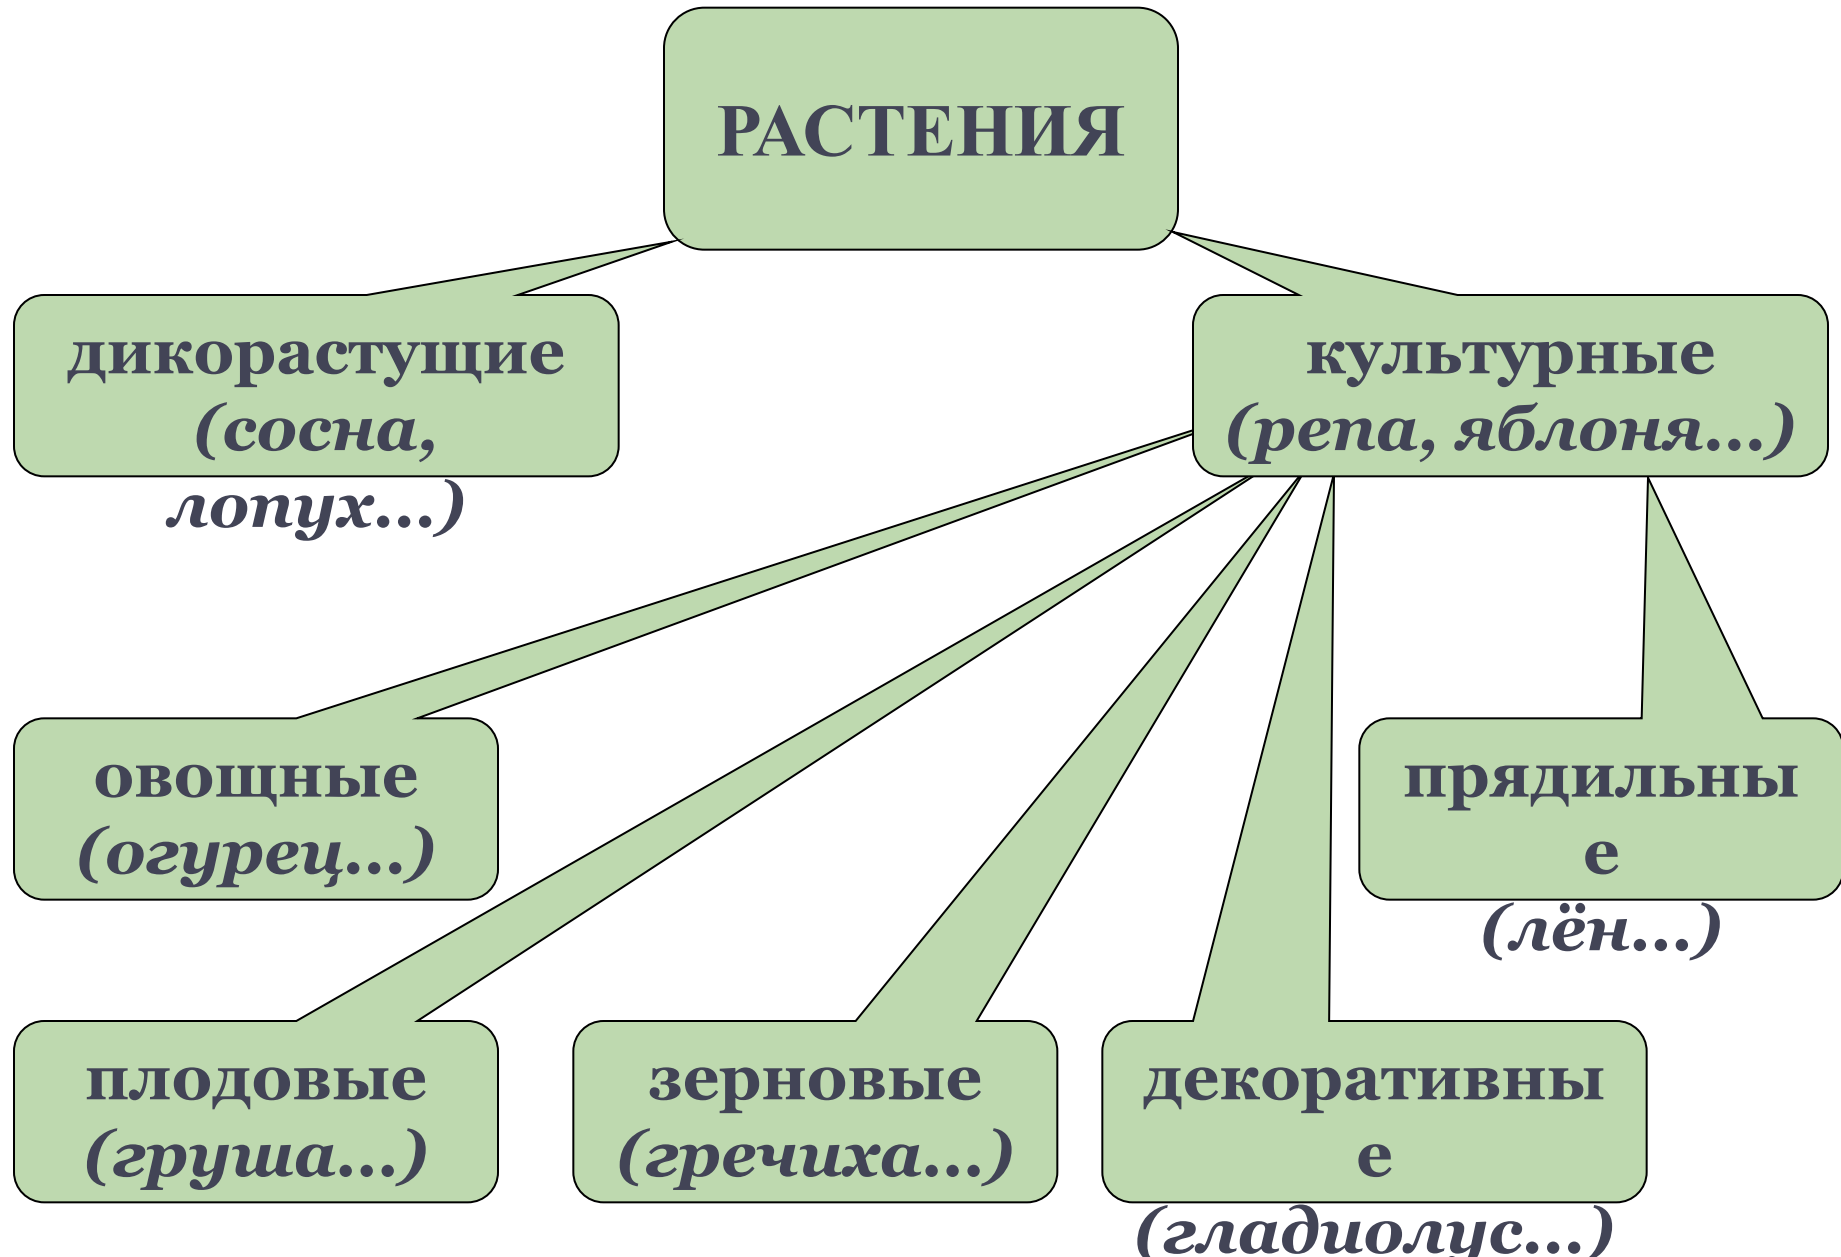 РАСТЕНИЯ
дикорастущие
(сосна,
лопух...)
культурные
(репа, яблоня...)
овощные
(огурец...)
прядильны
е
(лён...)
плодовые
(груша...)
зерновые
(гречиха...)
декоративны
е
(гладиолус...)